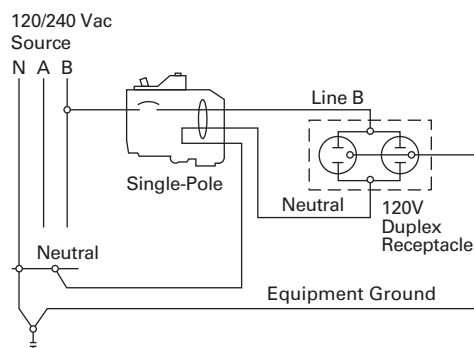 120/240 Vac
Source
N A B
Line B
Single-Pole
Neutral
120V
Duplex
Receptacle
Neutral
Equipment Ground